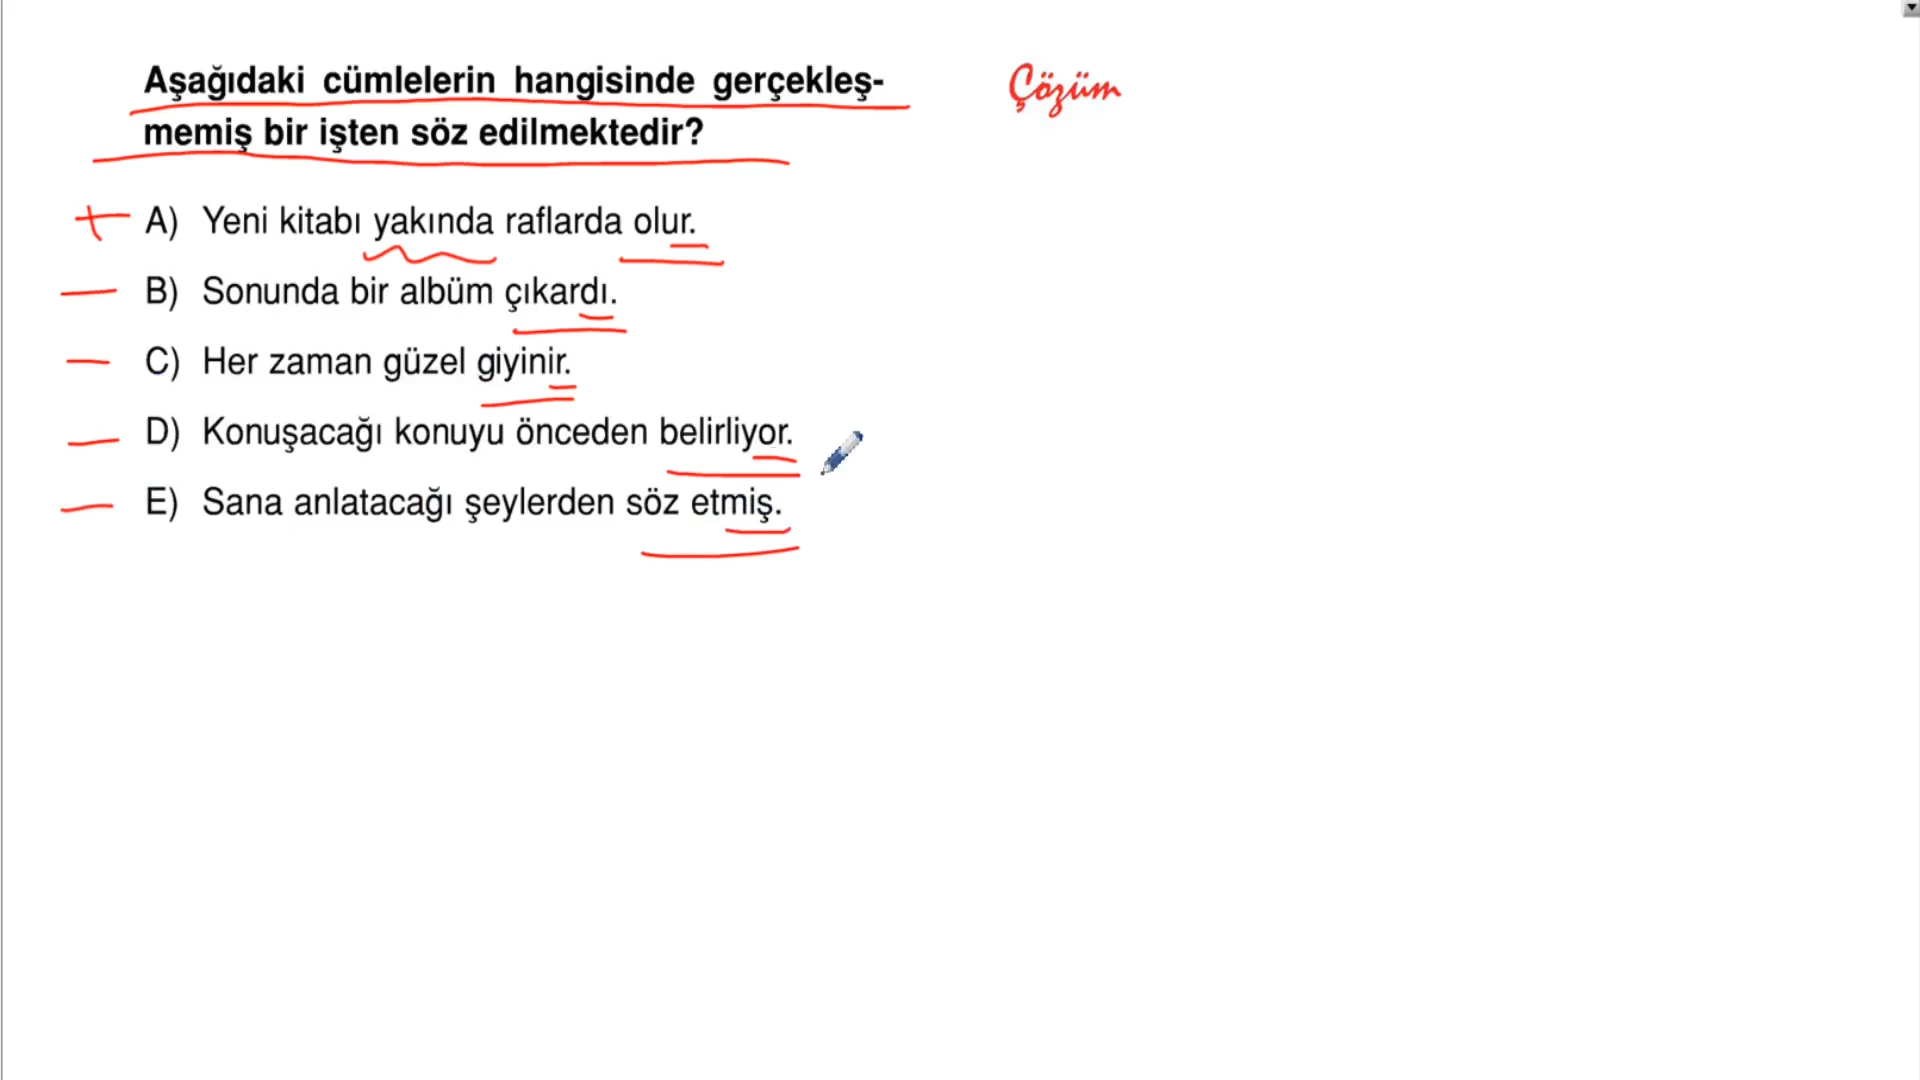 Aşağıdaki cümlelerin hangisinde gerçekleş-
memiş bir işten söz edilmektedir?
Çözüm
A) Yeni kitabı yakında raflarda olur.
B) Sonunda bir albüm çıkardı.
C) Her zaman güzel giyinir.
D) Konuşacağı konuyu önceden belirliyor.
E) Sana anlatacağı şeylerden söz etmiş.